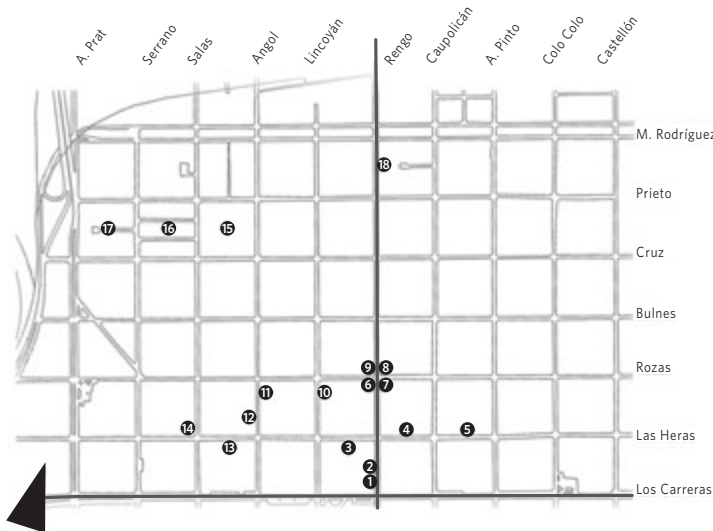 A. Prat
Serrano
Salas
Angol
Lincoyán
Rengo
Caupolicán
A. Pinto
Colo Colo
Castellón
M. Rodríguez
18
Prieto
17 16 15
Cruz
Bulnes
9 8
Rozas
6 7
11 10
12
14 4 5
Las Heras
13 3
2
1
Los Carreras